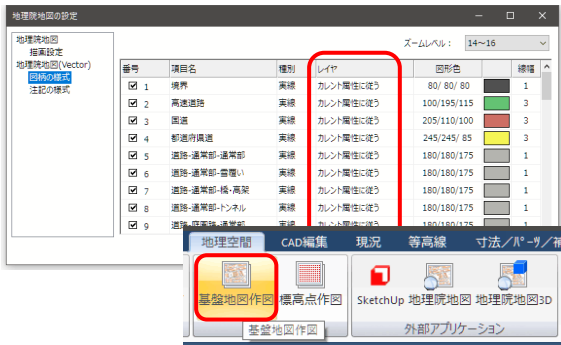 地理院地図の設定
地理院地図
描画設定
地理院地図(Vector)
図柄の様式
注記の様式
ズームレベル： 14~16
番号 項目名 種別 レイヤ 図形色 線幅
1 境界 実線 カレント属性に従う 80/ 80/ 80 1
2 高速道路 実線 カレント属性に従う 100/195/115 3
3 国道 実線 カレント属性に従う 205/110/100 3
4 都道府県道 実線 カレント属性に従う 245/245/ 85 3
5 道路-通常部-通常部 実線 カレント属性に従う 180/180/175 1
6 道路-通常部-雪覆い 実線 カレント属性に従う 180/180/175 1
7 道路-通常部-橋・高架 実線 カレント属性に従う 180/180/175 1
8 道路-通常部-トンネル 実線 カレント属性に従う 180/180/175 1
9 道路-庭園路-通常部 実線 カレント属性に従う 180/180/175 1
地理空間 CAD編集 現況 等高線 寸法/ﾊﾟｰﾂ/補
基盤地図作図 標高点作図 SketchUp 地理院地図 地理院地図3D
基盤地図作図
外部アプリケーション